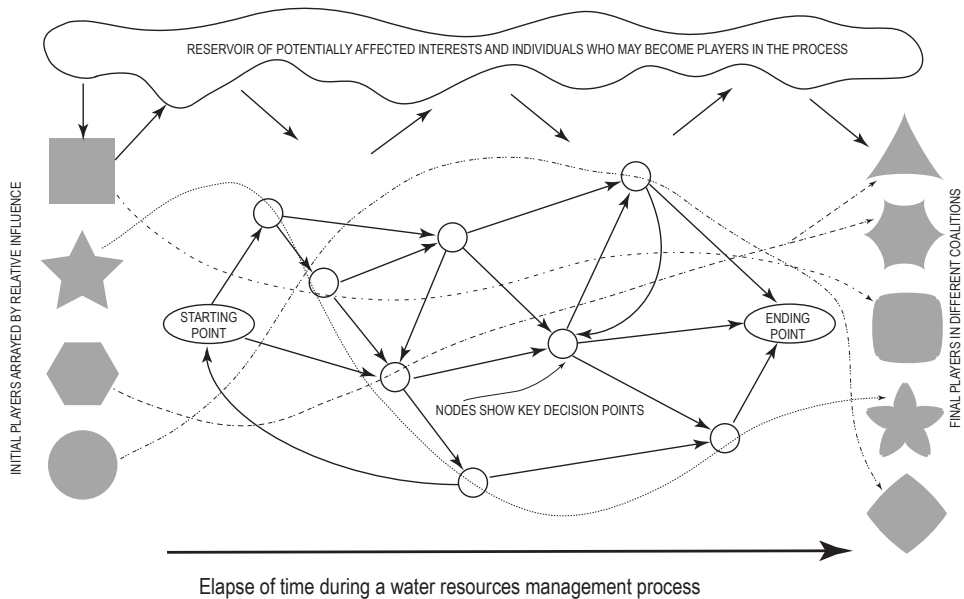 RESERVOIR OF POTENTIALLY AFFECTED INTERESTS AND INDIVIDUALS WHO MAY BECOME PLAYERS IN THE PROCESS
INITIAL PLAYERS ARRAYED BY RELATIVE INFLUENCE
STARTING
POINT
ENDING
POINT
NODES SHOW KEY DECISION POINTS
FINAL PLAYERS IN DIFFERENT COALITIONS
Elapse of time during a water resources management process